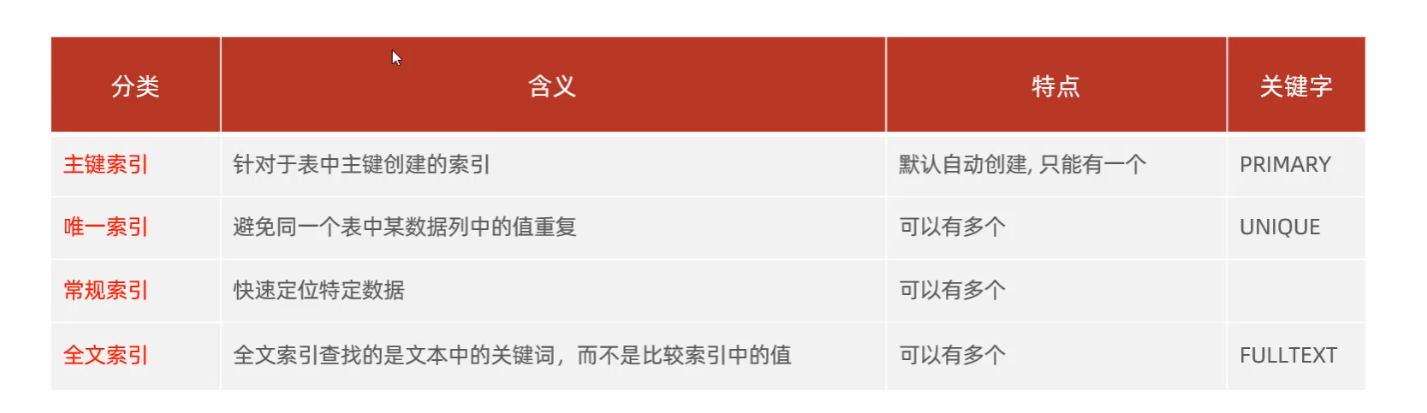 分类 含义 特点 关键字
主键索引 针对于表中主键创建的索引 默认自动创建, 只能有一个 PRIMARY
唯一索引 避免同一个表中某数据列中的值重复 可以有多个 UNIQUE
常规索引 快速定位特定数据 可以有多个
全文索引 全文索引查找的是文本中的关键词，而不是比较索引中的值 可以有多个 FULLTEXT